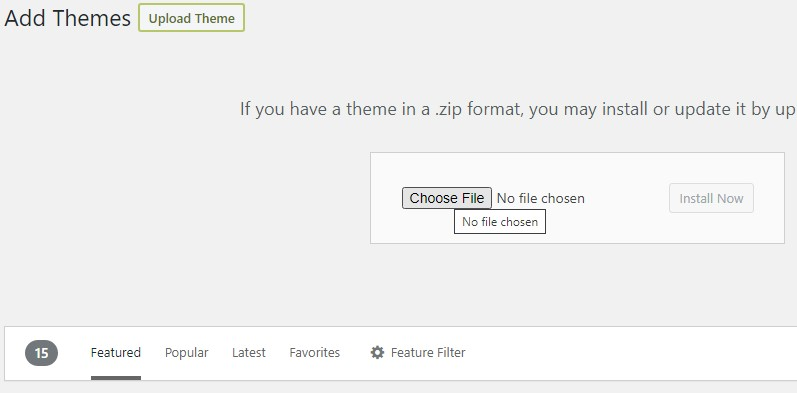 Add Themes Upload Theme
If you have a theme in a .zip format, you may install or update it by up
Choose File No file chosen Install Now
No file chosen
15 Featured Popular Latest Favorites Feature Filter